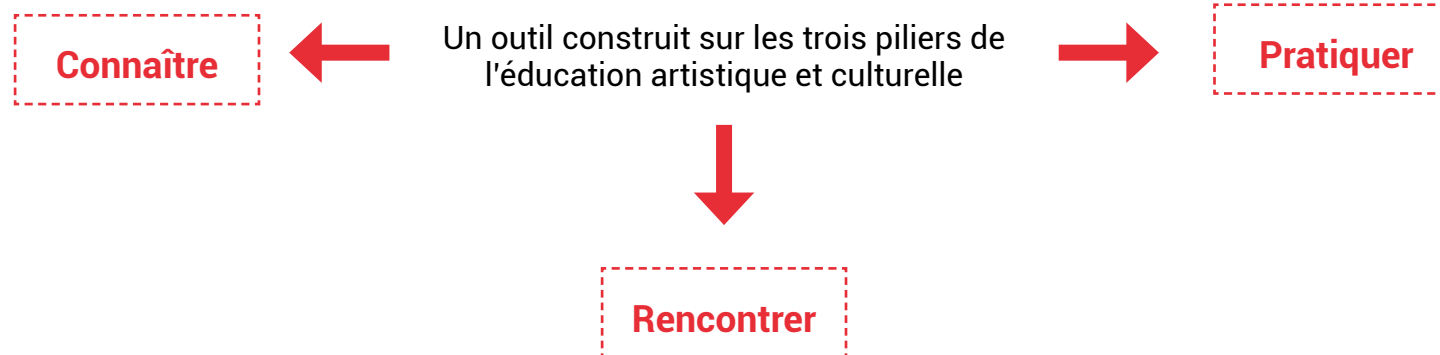 Connaître
Un outil construit sur les trois piliers de
l'éducation artistique et culturelle
Pratiquer
Rencontrer